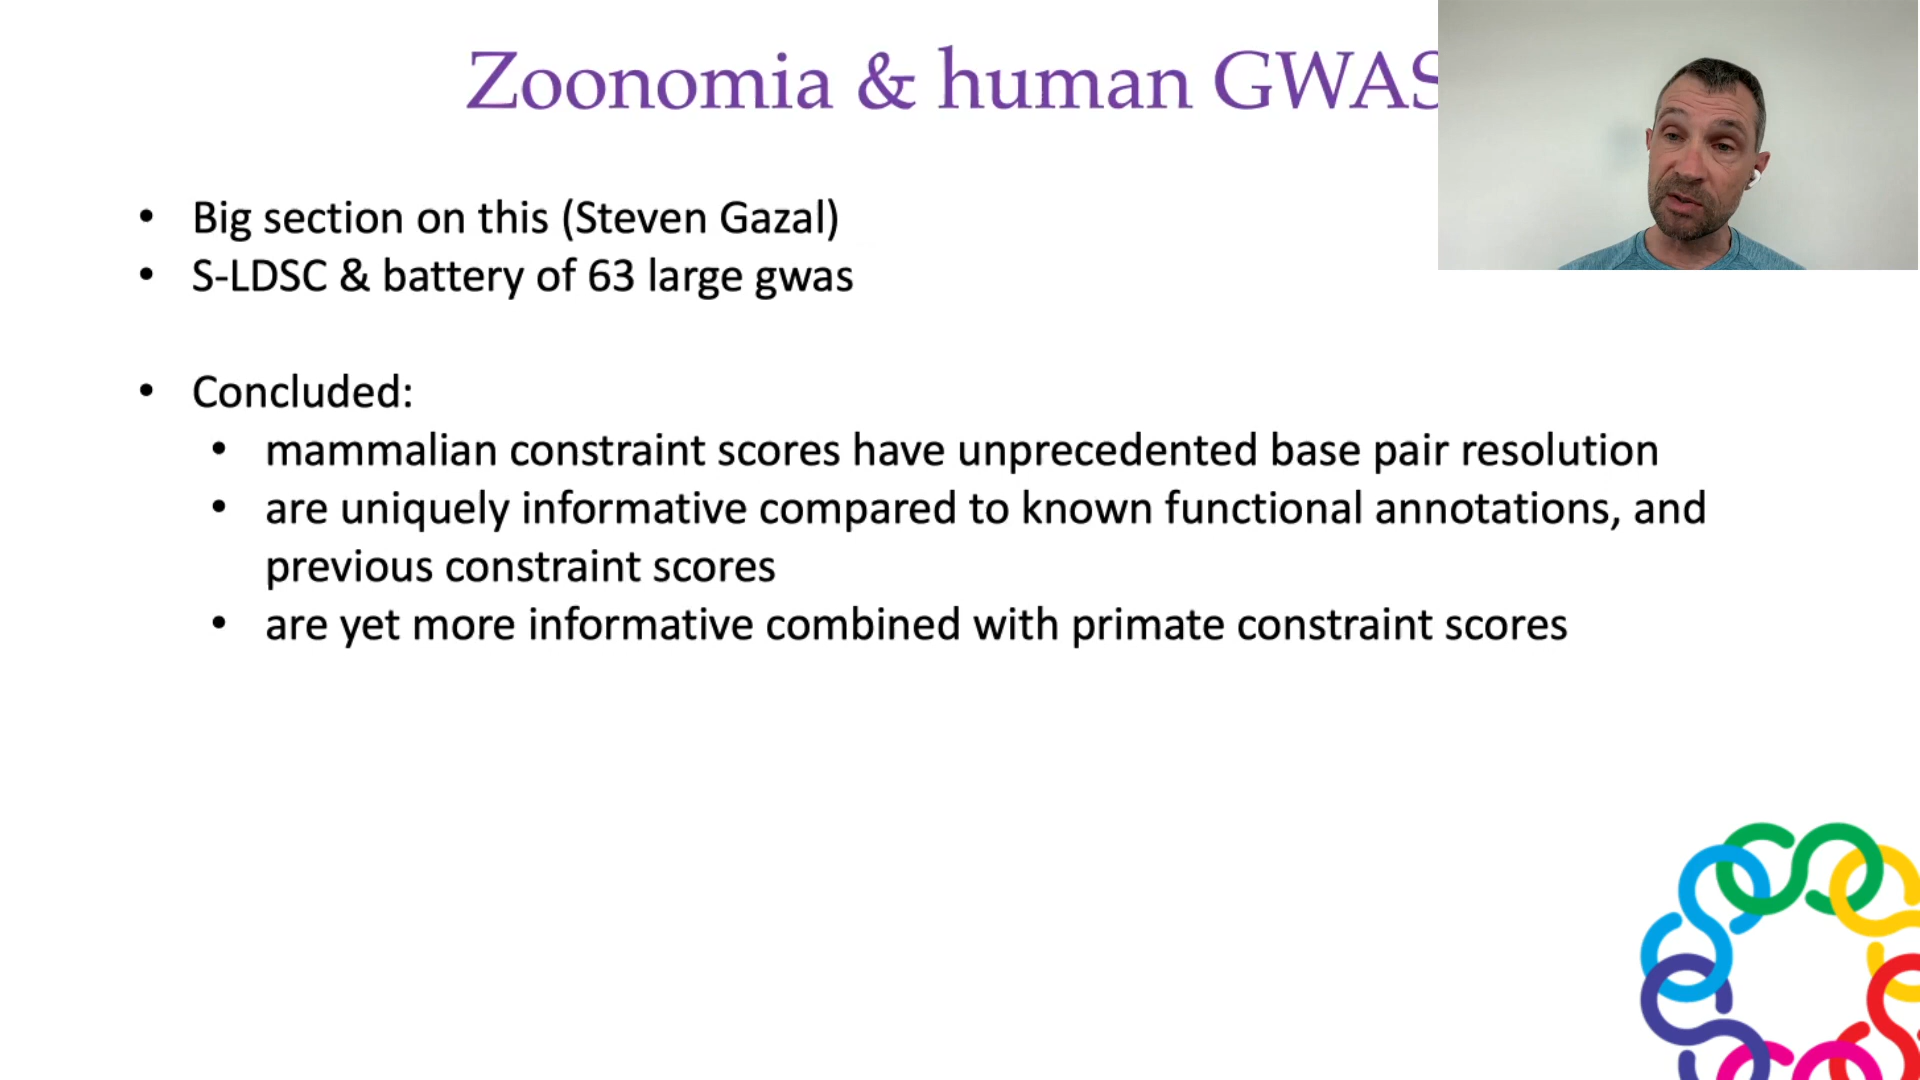 Zoonomia & human GWAS
• Big section on this (Steven Gazal)
• S-LDSC & battery of 63 large gwas
• Concluded:
• mammalian constraint scores have unprecedented base pair resolution
• are uniquely informative compared to known functional annotations, and
previous constraint scores
• are yet more informative combined with primate constraint scores